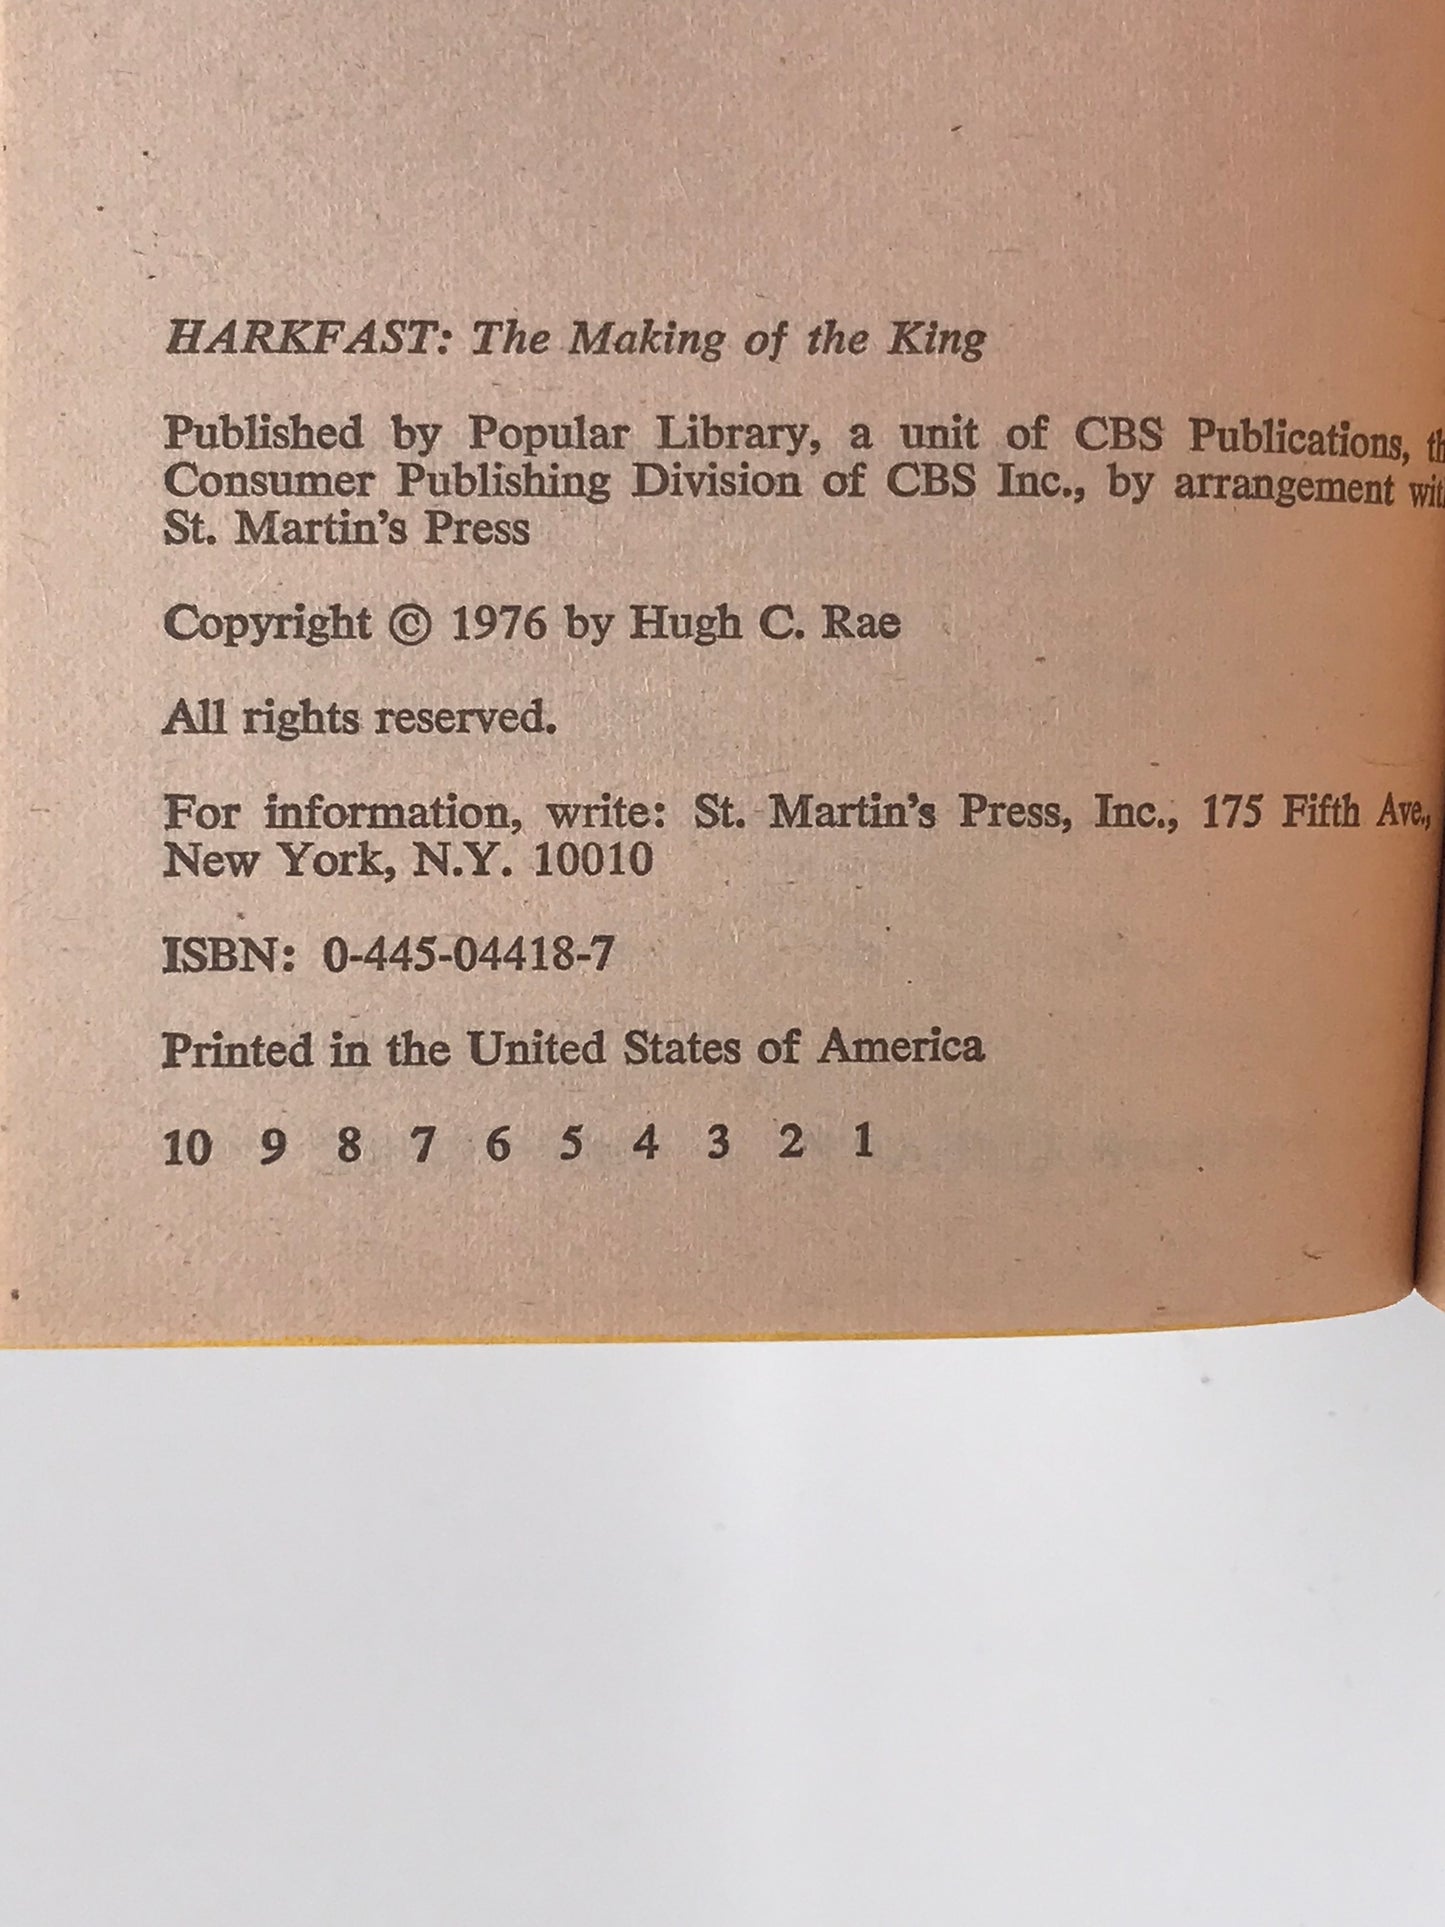 HARKFAST: The Making of the King
Published by Popular Library, a unit of CBS Publications,
Consumer Publishing Division of CBS Inc., by arrangement
St. Martin's Press
Copyright © 1976 by Hugh C. Rae
All rights reserved.
For information, write: St. Martin's Press, Inc., 175 Fifth Ave.,
New York, N.Y. 10010
ISBN: 0-445-04418-7
Printed in the United States of America
10 9 8 7 6 5 4 3 2 1